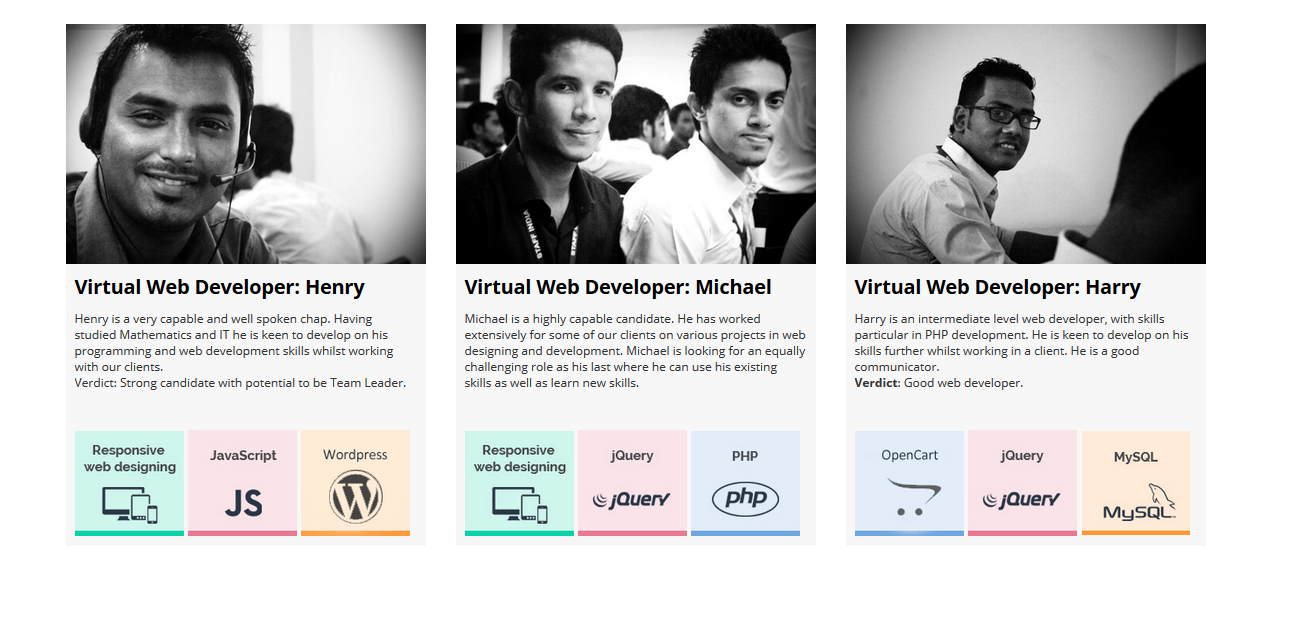 STAFF INDIA
STAFF
Virtual Web Developer: Henry
Henry is a very capable and well spoken chap. Having
studied Mathematics and IT he is keen to develop on his
programming and web development skills whilst working
with our clients.
Verdict: Strong candidate with potential to be Team Leader.
Responsive
web designing
JavaScript
JS
Wordpress
W
Virtual Web Developer: Michael
Michael is a highly capable candidate. He has worked
extensively for some of our clients on various projects in web
designing and development. Michael is looking for an equally
challenging role as his last where he can use his existing
skills as well as learn new skills.
Responsive
web designing
jQuery
jQuery
PHP
php
Virtual Web Developer: Harry
Harry is an intermediate level web developer, with skills
particular in PHP development. He is keen to develop on his
skills further whilst working in a client. He is a good
communicator.
Verdict: Good web developer.
OpenCart
jQuery
jQuery
MySQL
MySQL